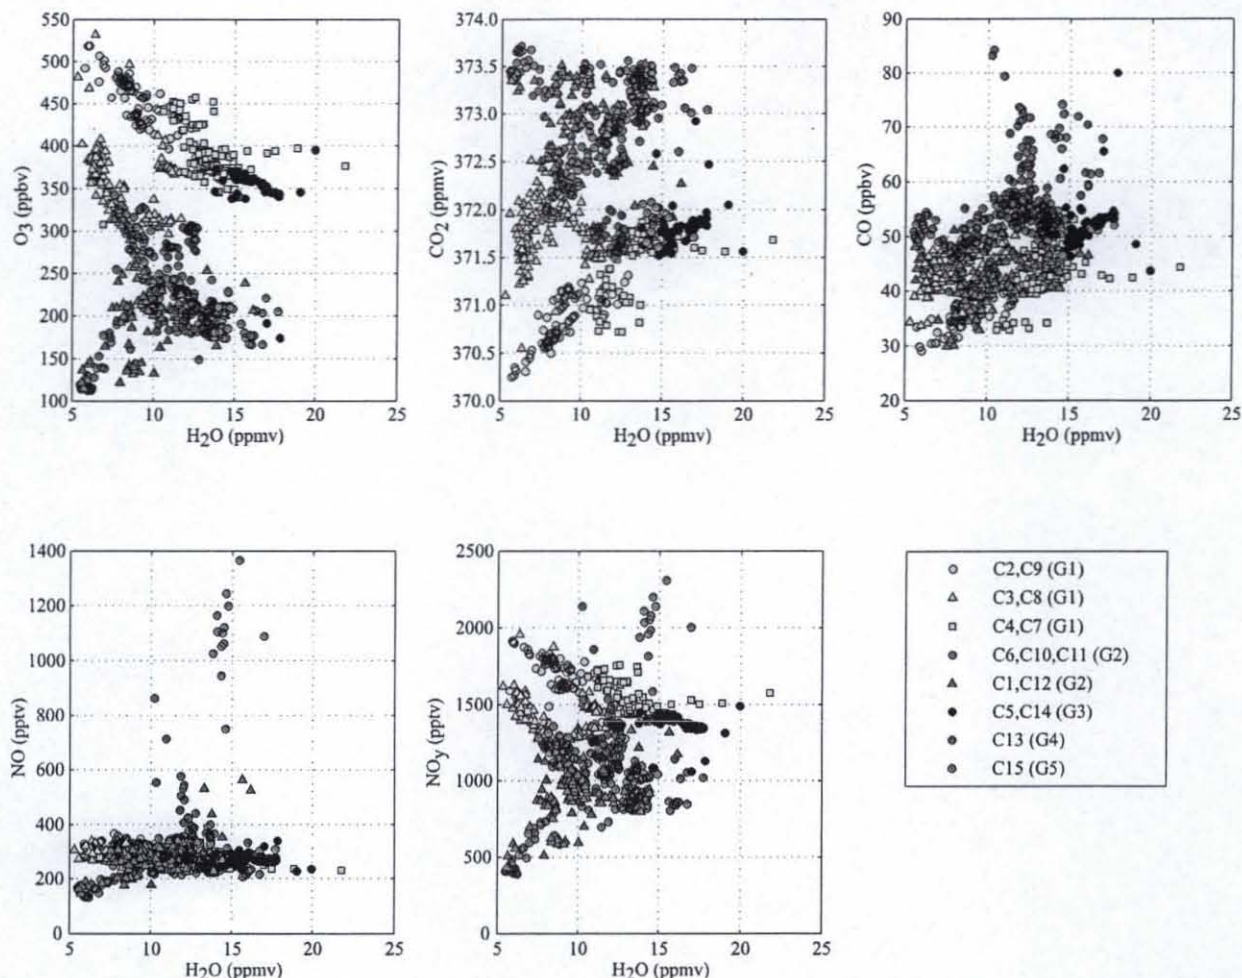 550
500
450
400
350
300
250
200
150
100
O3 (ppbv)
5 10 15 20 25
H2O (ppmv)
374.0
373.5
373.0
372.5
372.0
371.5
371.0
370.5
370.0
CO2 (ppmv)
5 10 15 20 25
H2O (ppmv)
90
80
70
60
50
40
30
20
CO (ppbv)
5 10 15 20 25
H2O (ppmv)
1400
1200
1000
800
600
400
200
0
NO (pptv)
5 10 15 20 25
H2O (ppmv)
2500
2000
1500
1000
500
0
NOy (pptv)
5 10 15 20 25
H2O (ppmv)
C2,C9 (G1)
C3,C8 (G1)
C4,C7 (G1)
C6,C10,C11 (G2)
C1,C12 (G2)
C5,C14 (G3)
C13 (G4)
C15 (G5)